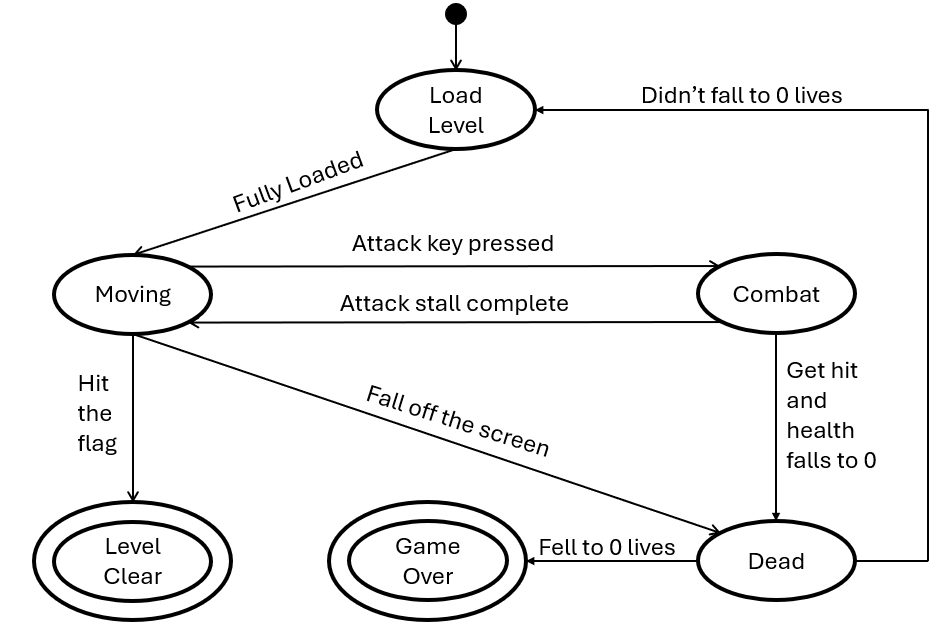 Load
Level
Didn’t fall to 0 lives
Fully Loaded
Attack key pressed
Moving
Attack stall complete
Combat
Hit
the
flag
Fall off the screen
Get hit
and
health
falls to 0
Level
Clear
Game
Over
Fell to 0 lives
Dead